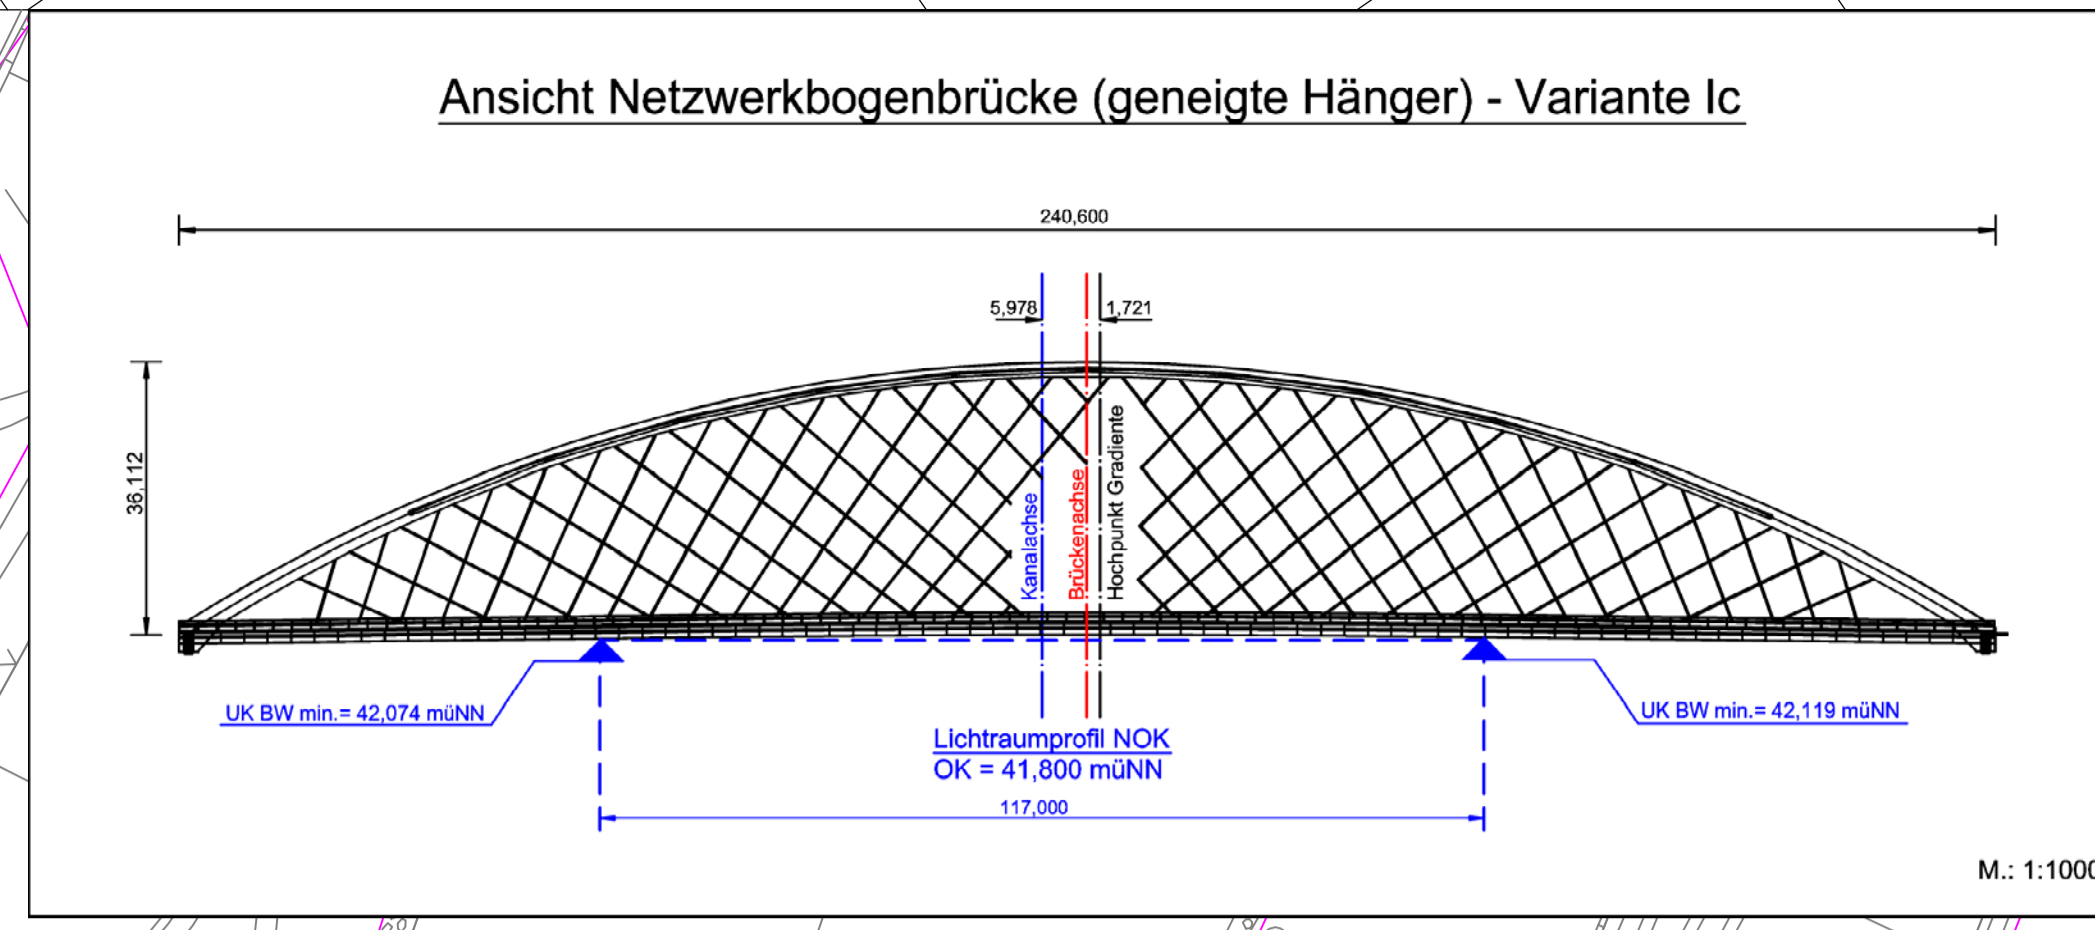 Ansicht Netzwerkbogenbrücke (geneigte Hänger) - Variante Ic
240,600
5,978
1,721
36,112
Kanalachse
Brückenachse
Hochpunkt Gradiente
UK BW min.= 42,074 müNN
UK BW min.= 42,119 müNN
Lichtraumprofil NOK
OK = 41,800 müNN
117,000
M.: 1:1000